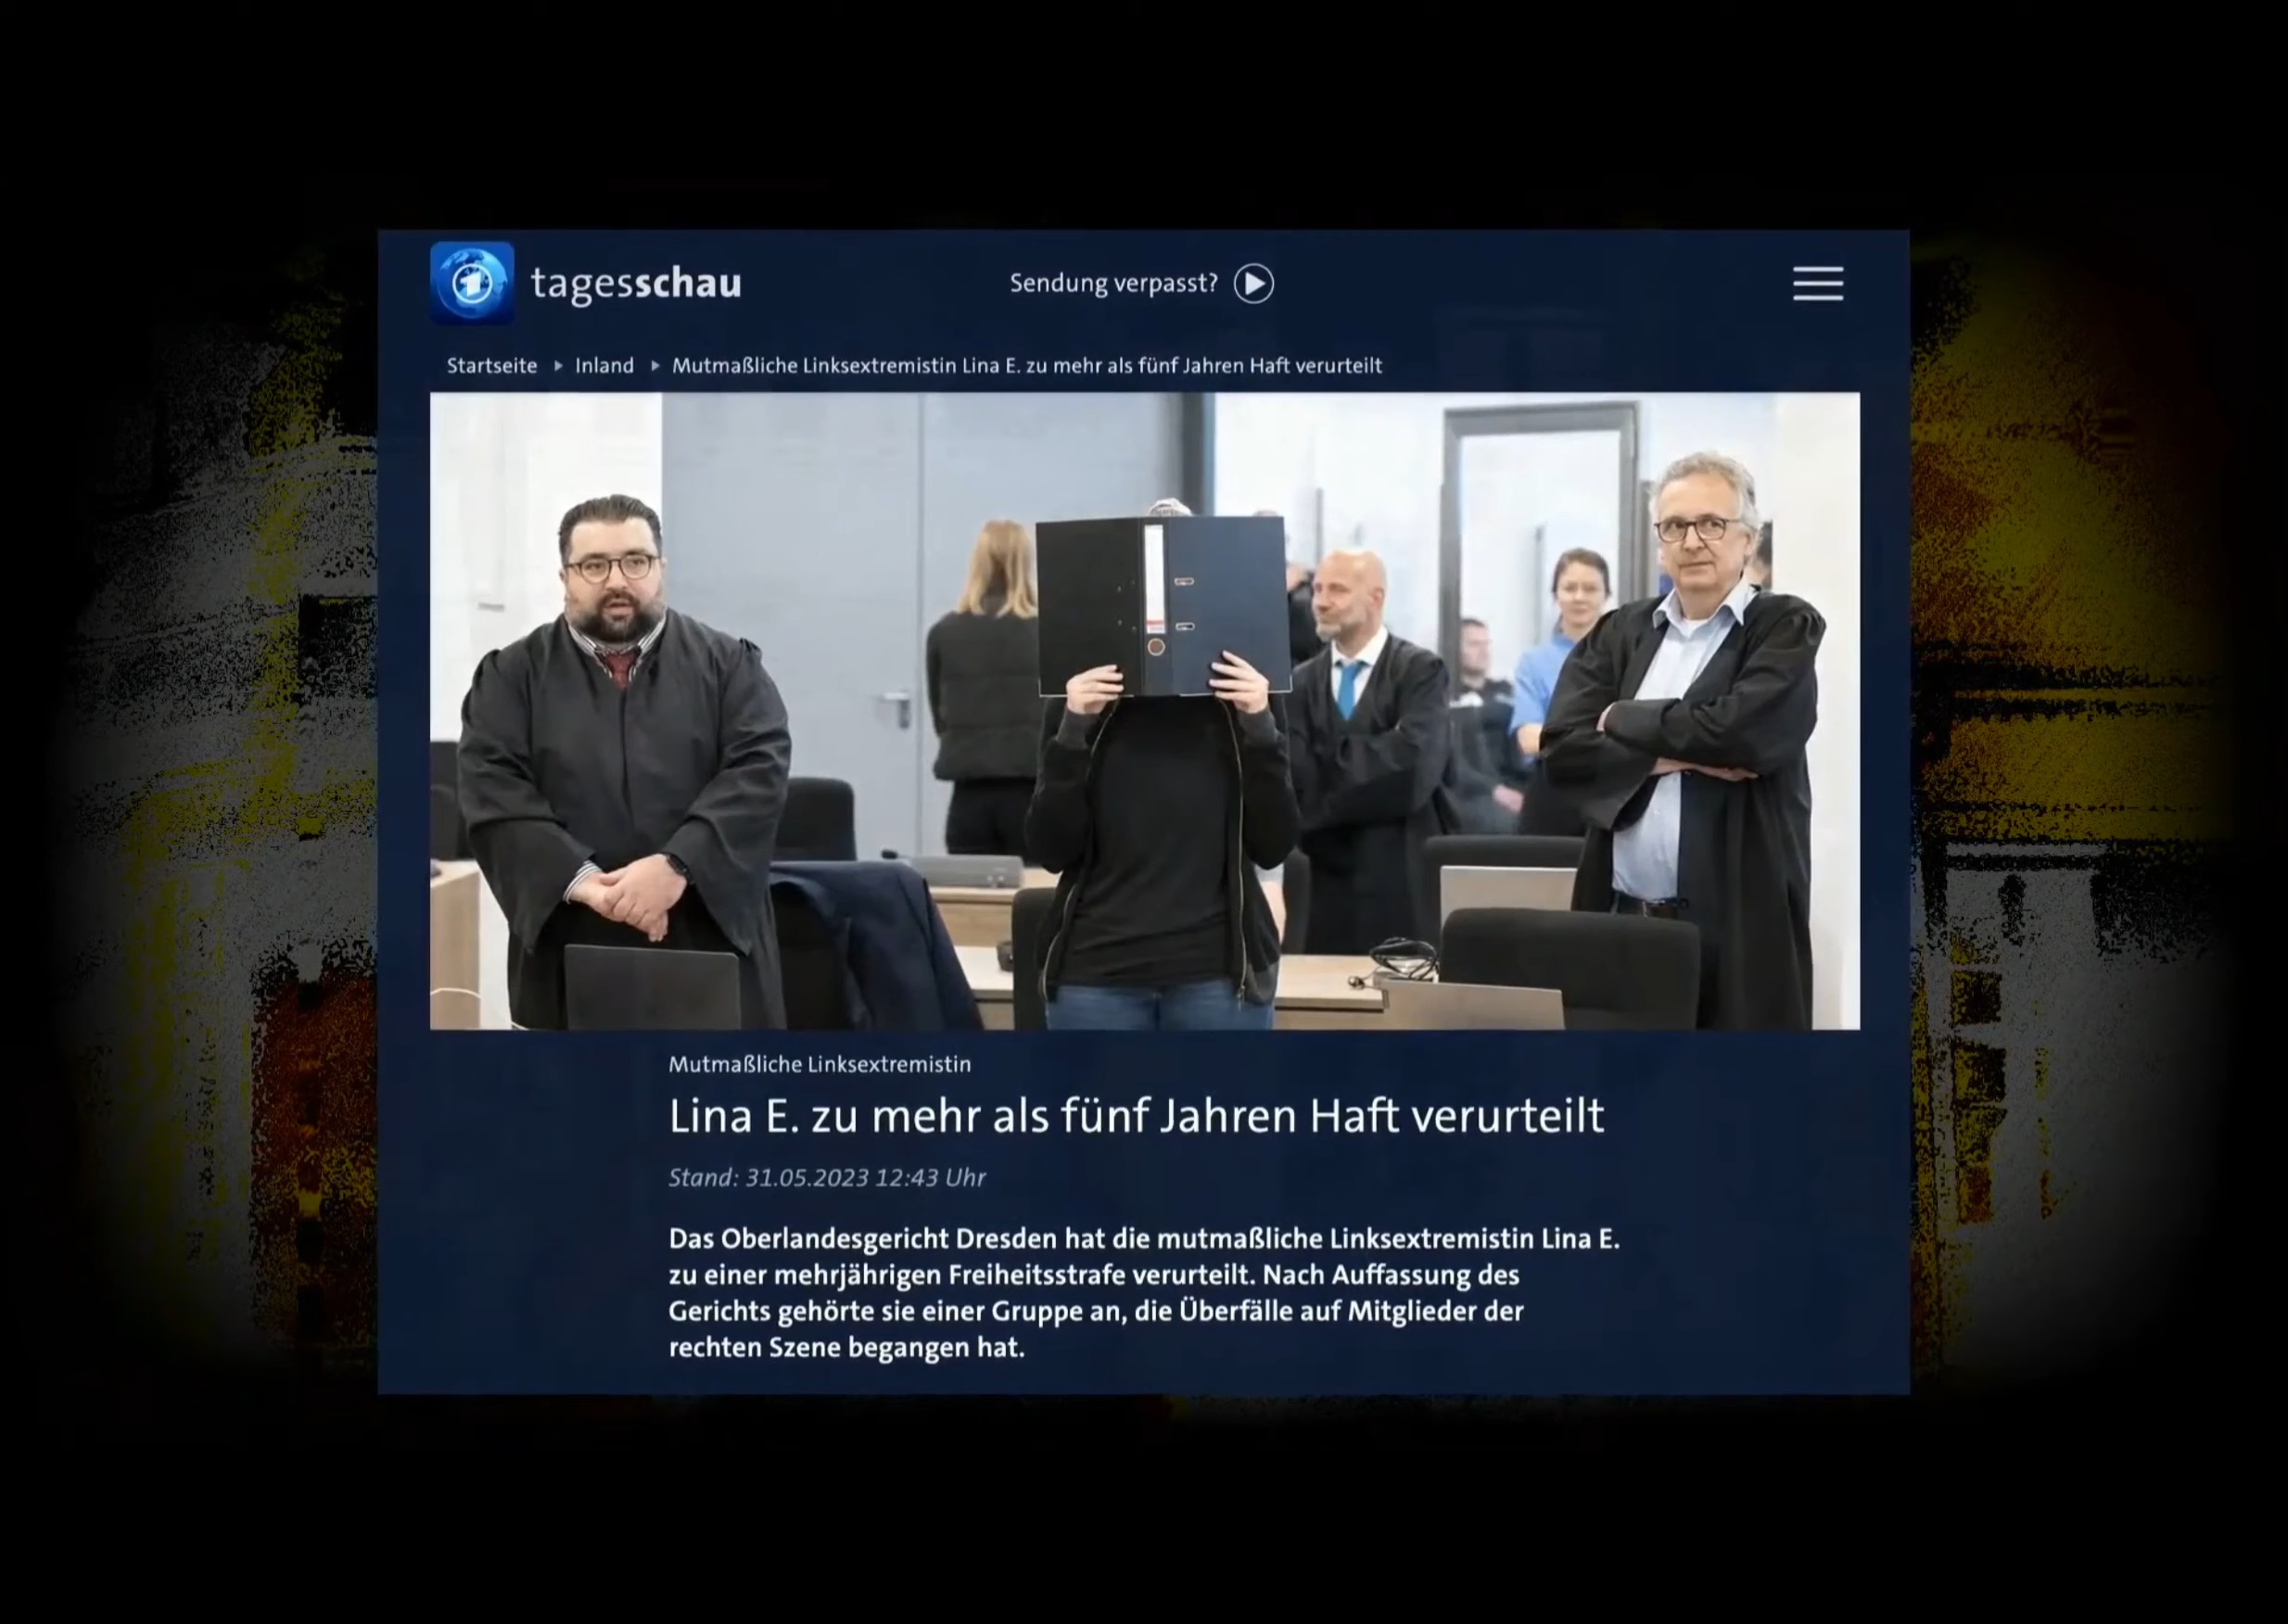 tagesschau
Sendung verpasst?
Startseite ▸ Inland ▸ Mutmaßliche Linksextremistin Lina E. zu mehr als fünf Jahren Haft verurteilt
Mutmaßliche Linksextremistin
Lina E. zu mehr als fünf Jahren Haft verurteilt
Stand: 31.05.2023 12:43 Uhr
Das Oberlandesgericht Dresden hat die mutmaßliche Linksextremistin Lina E.
zu einer mehrjährigen Freiheitsstrafe verurteilt. Nach Auffassung des
Gerichts gehörte sie einer Gruppe an, die Überfälle auf Mitglieder der
rechten Szene begangen hat.